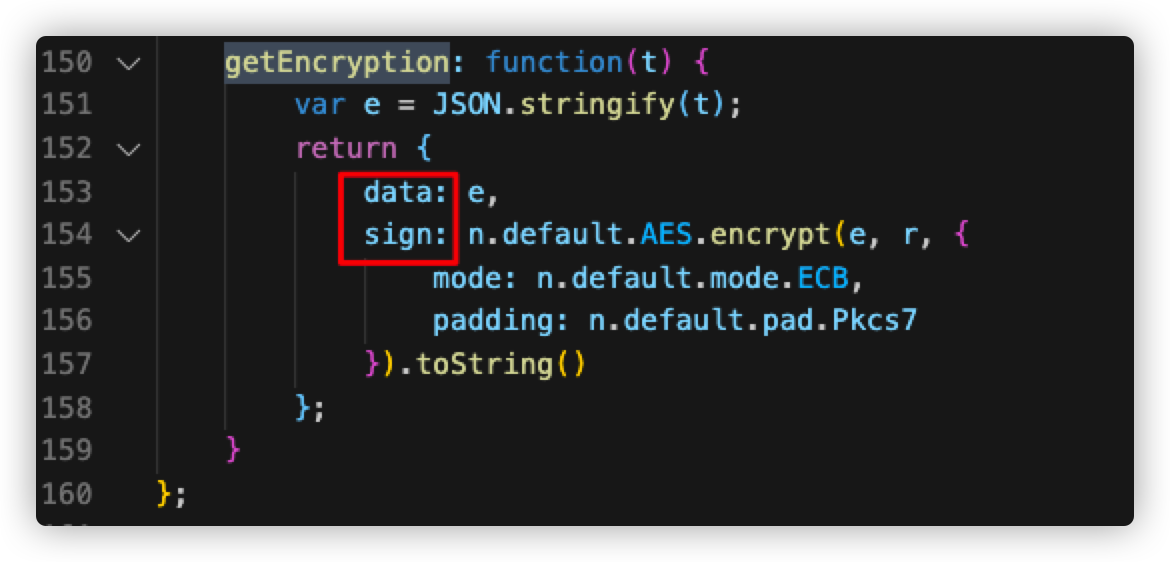 150 getEncryption: function(t) {
151 var e = JSON.stringify(t);
152 return {
153 data: e,
154 sign: n.default.AES.encrypt(e, r, {
155 mode: n.default.mode.ECB,
156 padding: n.default.pad.Pkcs7
157 }).toString()
158 };
159 }
160 };